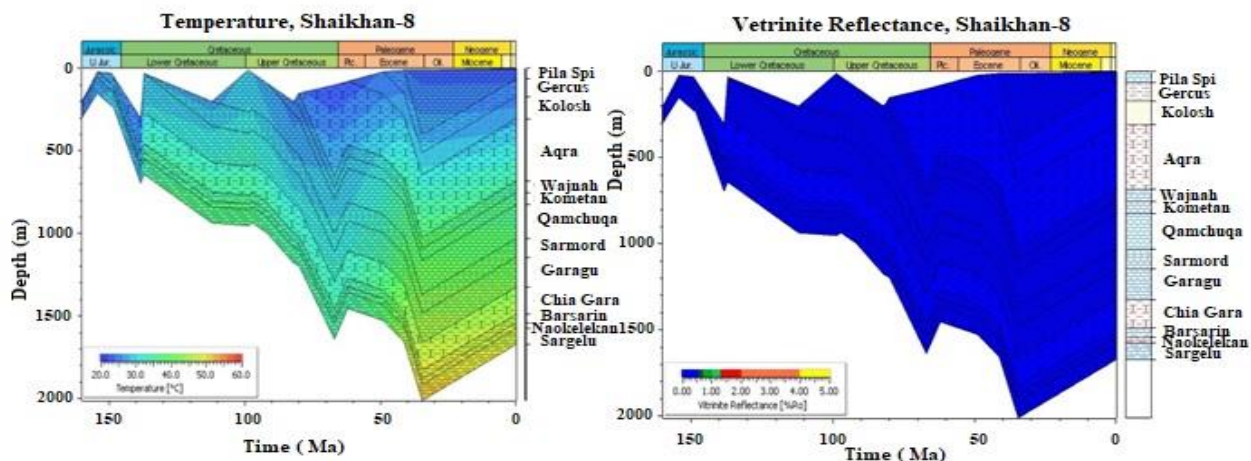 Temperature, Shaikhan-8
Jurassic Cretaceous Paleogene Neogene
U Jur. Lower Cretaceous Upper Cretaceous Plc. Eocene Oli. Miocene
Depth (m)
0
500
1000
1500
2000
Pila Spi
Gercus
Kolosh
Aqra
Wajnah
Kometan
Qamchuqa
Sarmord
Garagu
Chia Gara
Barsarin
Naokelekan
Sargelu
20.0 30.0 40.0 50.0 60.0
Temperature [°C]
150 100 50 0
Time ( Ma)
Vetrinite Reflectance, Shaikhan-8
Jurassic Cretaceous Paleogene Neogene
U Jur. Lower Cretaceous Upper Cretaceous Plc. Eocene Oli. Miocene
Depth (m)
0
500
1000
1500
2000
Pila Spi
Gercus
Kolosh
Aqra
Wajnah
Kometan
Qamchuqa
Sarmord
Garagu
Chia Gara
Barsarin
Naokelekan
Sargelu
0.00 1.00 2.00 3.00 4.00 5.00
Vitrinite Reflectance [%Ro]
150 100 50 0
Time ( Ma)